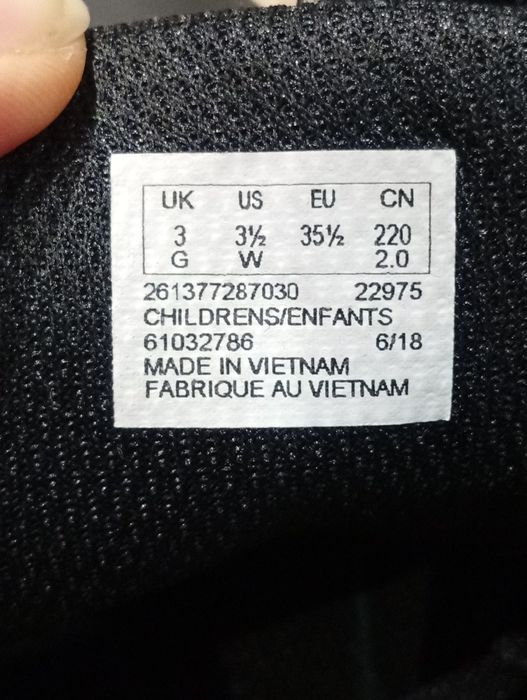 UK US EU CN
3 3½ 35½ 220
G W 2.0
261377287030 22975
CHILDRENS/ENFANTS
61032786 6/18
MADE IN VIETNAM
FABRIQUE AU VIETNAM